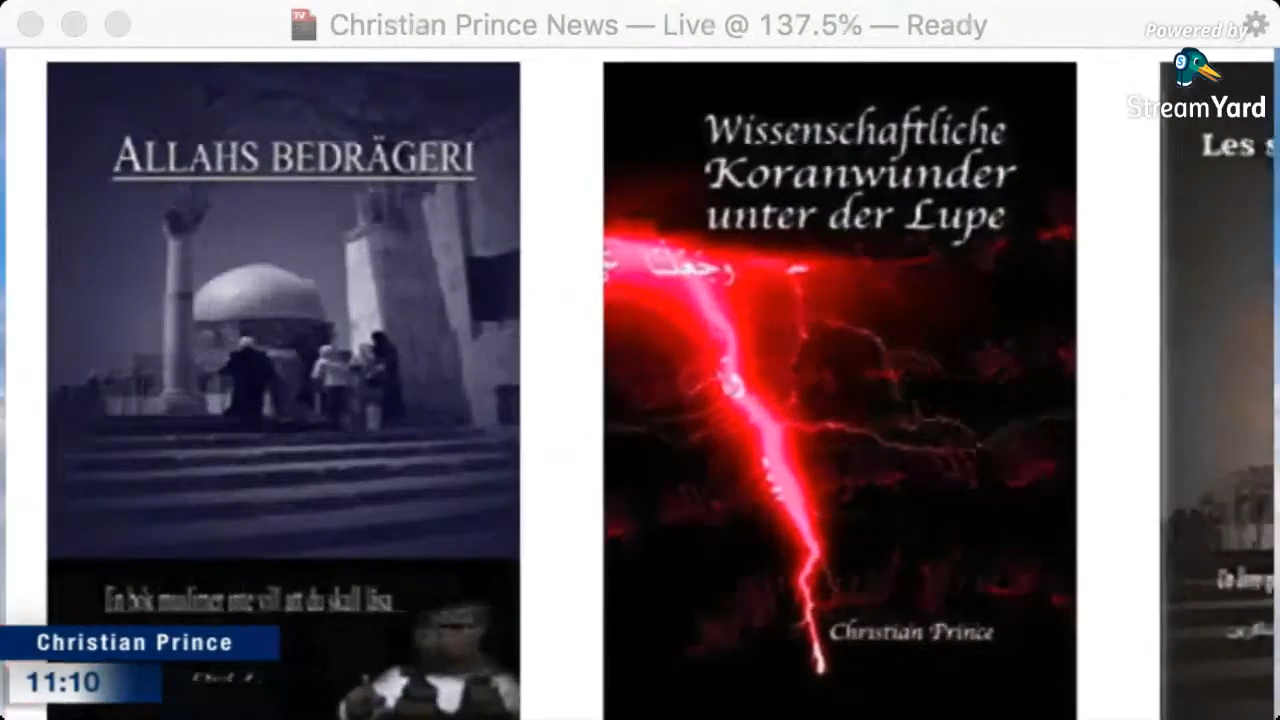 Christian Prince News — Live @ 137.5% — Ready
Powered by
StreamYard
ALLAHS BEDRÄGERI
Wissenschaftliche
Koranwunder
unter der Lupe
Les
En bok muslimer inte vill att du skall läsa
Christian Prince
Christian Prince
11:10